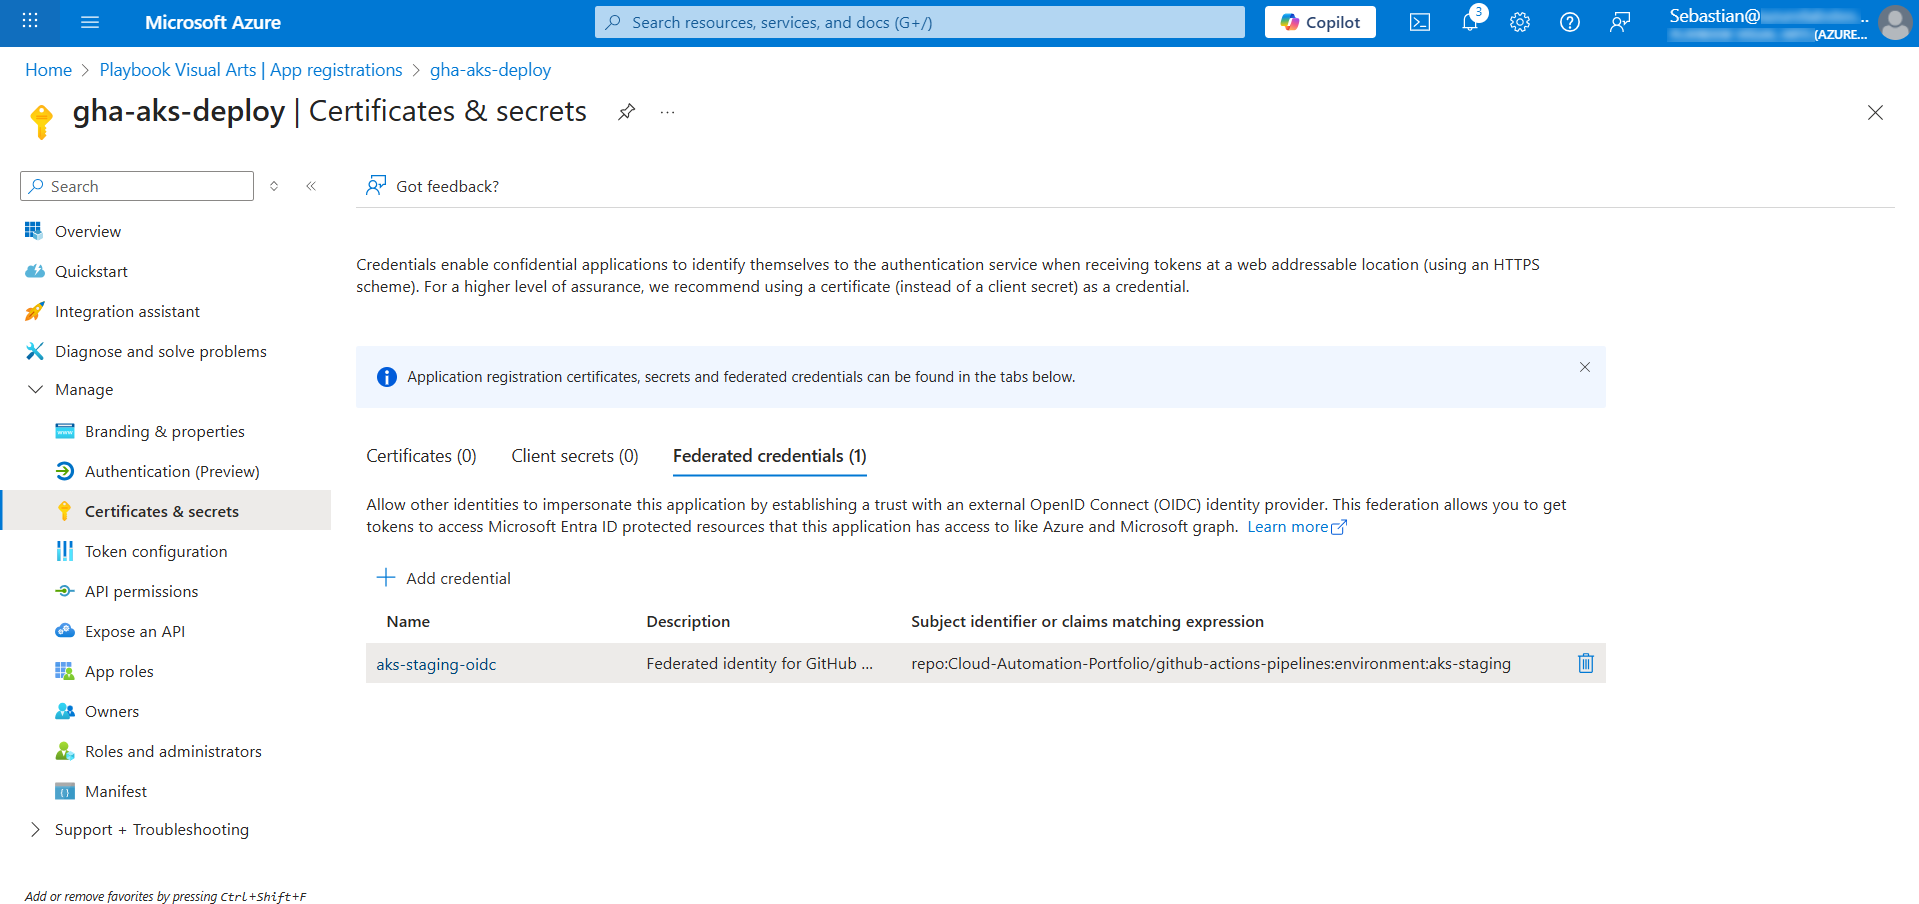 Microsoft Azure
Search resources, services, and docs (G+/)
Copilot
3
Sebastian@
(AZURE...
Home > Playbook Visual Arts | App registrations > gha-aks-deploy
gha-aks-deploy | Certificates & secrets
Search
Got feedback?
Overview
Quickstart
Integration assistant
Diagnose and solve problems
Manage
Branding & properties
Authentication (Preview)
Certificates & secrets
Token configuration
API permissions
Expose an API
App roles
Owners
Roles and administrators
Manifest
Support + Troubleshooting
Add or remove favorites by pressing Ctrl+Shift+F
Credentials enable confidential applications to identify themselves to the authentication service when receiving tokens at a web addressable location (using an HTTPS
scheme). For a higher level of assurance, we recommend using a certificate (instead of a client secret) as a credential.
Application registration certificates, secrets and federated credentials can be found in the tabs below.
Certificates (0) Client secrets (0) Federated credentials (1)
Allow other identities to impersonate this application by establishing a trust with an external OpenID Connect (OIDC) identity provider. This federation allows you to get
tokens to access Microsoft Entra ID protected resources that this application has access to like Azure and Microsoft graph. Learn more
Add credential
Name Description Subject identifier or claims matching expression
aks-staging-oidc Federated identity for GitHub ... repo:Cloud-Automation-Portfolio/github-actions-pipelines:environment:aks-staging